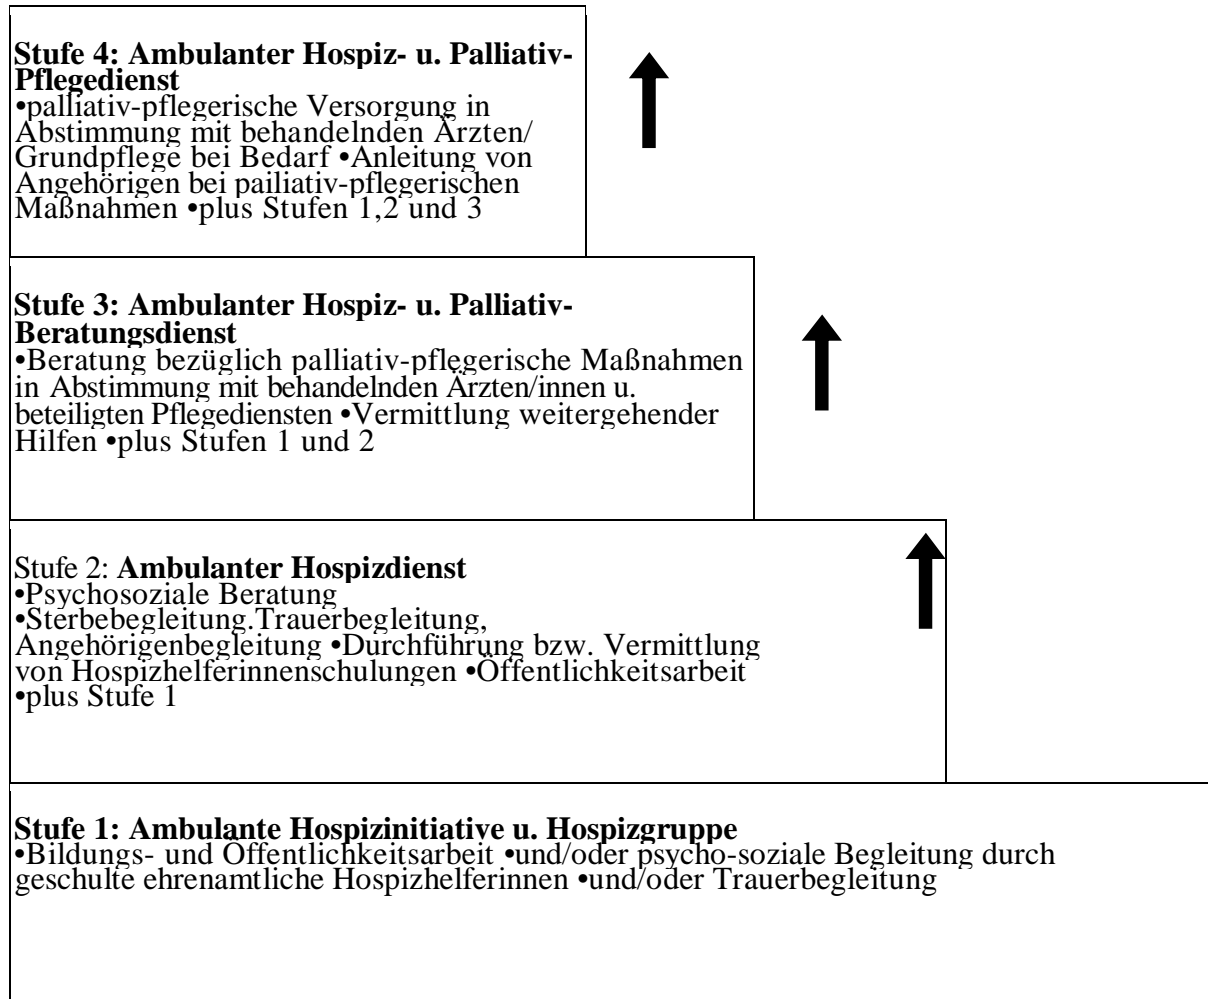 Stufe 4: Ambulanter Hospiz- u. Palliativ-
Pflegedienst
•palliativ-pflegerische Versorgung in
Abstimmung mit behandelnden Ärzten/
Grundpflege bei Bedarf •Anleitung von
Angehörigen bei pailiativ-pflegerischen
Maßnahmen •plus Stufen 1,2 und 3
Stufe 3: Ambulanter Hospiz- u. Palliativ-
Beratungsdienst
•Beratung bezüglich palliativ-pflegerische Maßnahmen
in Abstimmung mit behandelnden Ärzten/innen u.
beteiligten Pflegediensten •Vermittlung weitergehender
Hilfen •plus Stufen 1 und 2
Stufe 2: Ambulanter Hospizdienst
•Psychosoziale Beratung
•Sterbebegleitung.Trauerbegleitung,
Angehörigenbegleitung •Durchführung bzw. Vermittlung
von Hospizhelferinnenschulungen •Öffentlichkeitsarbeit
•plus Stufe 1
Stufe 1: Ambulante Hospizinitiative u. Hospizgruppe
•Bildungs- und Öffentlichkeitsarbeit •und/oder psycho-soziale Begleitung durch
geschulte ehrenamtliche Hospizhelferinnen •und/oder Trauerbegleitung